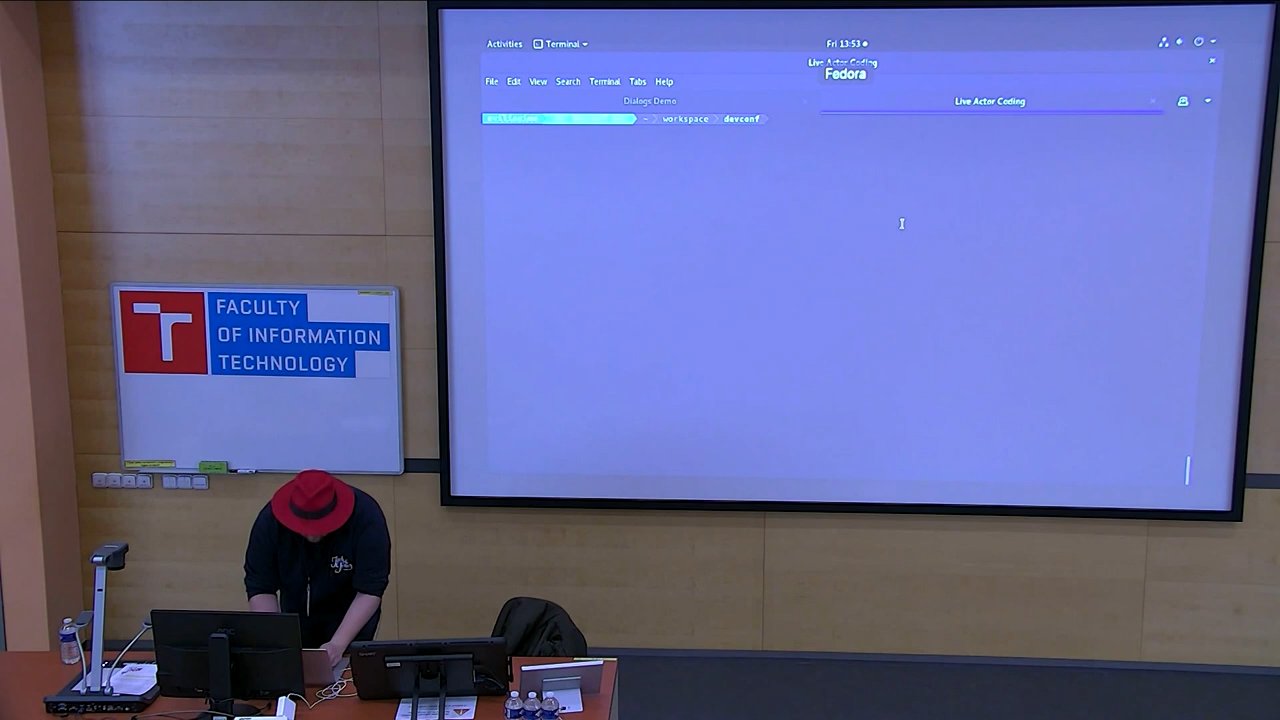 Activities Terminal Fri 13:53
Live Actor Coding
Fedora
File Edit View Search Terminal Tabs Help
Dialogs Demo Live Actor Coding
~ workspace devconf
FACULTY
OF INFORMATION
TECHNOLOGY